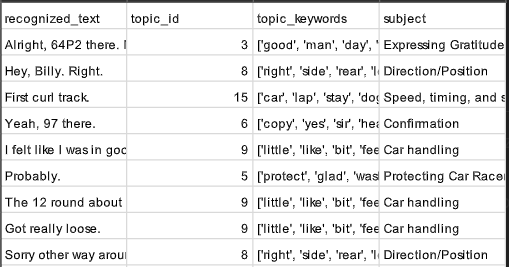 recognized_text topic_id topic_keywords subject
Alright, 64P2 there. 3 ['good', 'man', 'day', ' Expressing Gratitude
Hey, Billy. Right. 8 ['right', 'side', 'rear', 'l Direction/Position
First curl track. 15 ['car', 'lap', 'stay', 'dog Speed, timing, and s
Yeah, 97 there. 6 ['copy', 'yes', 'sir', 'hea Confirmation
I felt like I was in goo 9 ['little', 'like', 'bit', 'fee Car handling
Probably. 5 ['protect', 'glad', 'was Protecting Car Racer
The 12 round about 9 ['little', 'like', 'bit', 'fee Car handling
Got really loose. 9 ['little', 'like', 'bit', 'fee Car handling
Sorry other way arou 8 ['right', 'side', 'rear', 'l Direction/Position